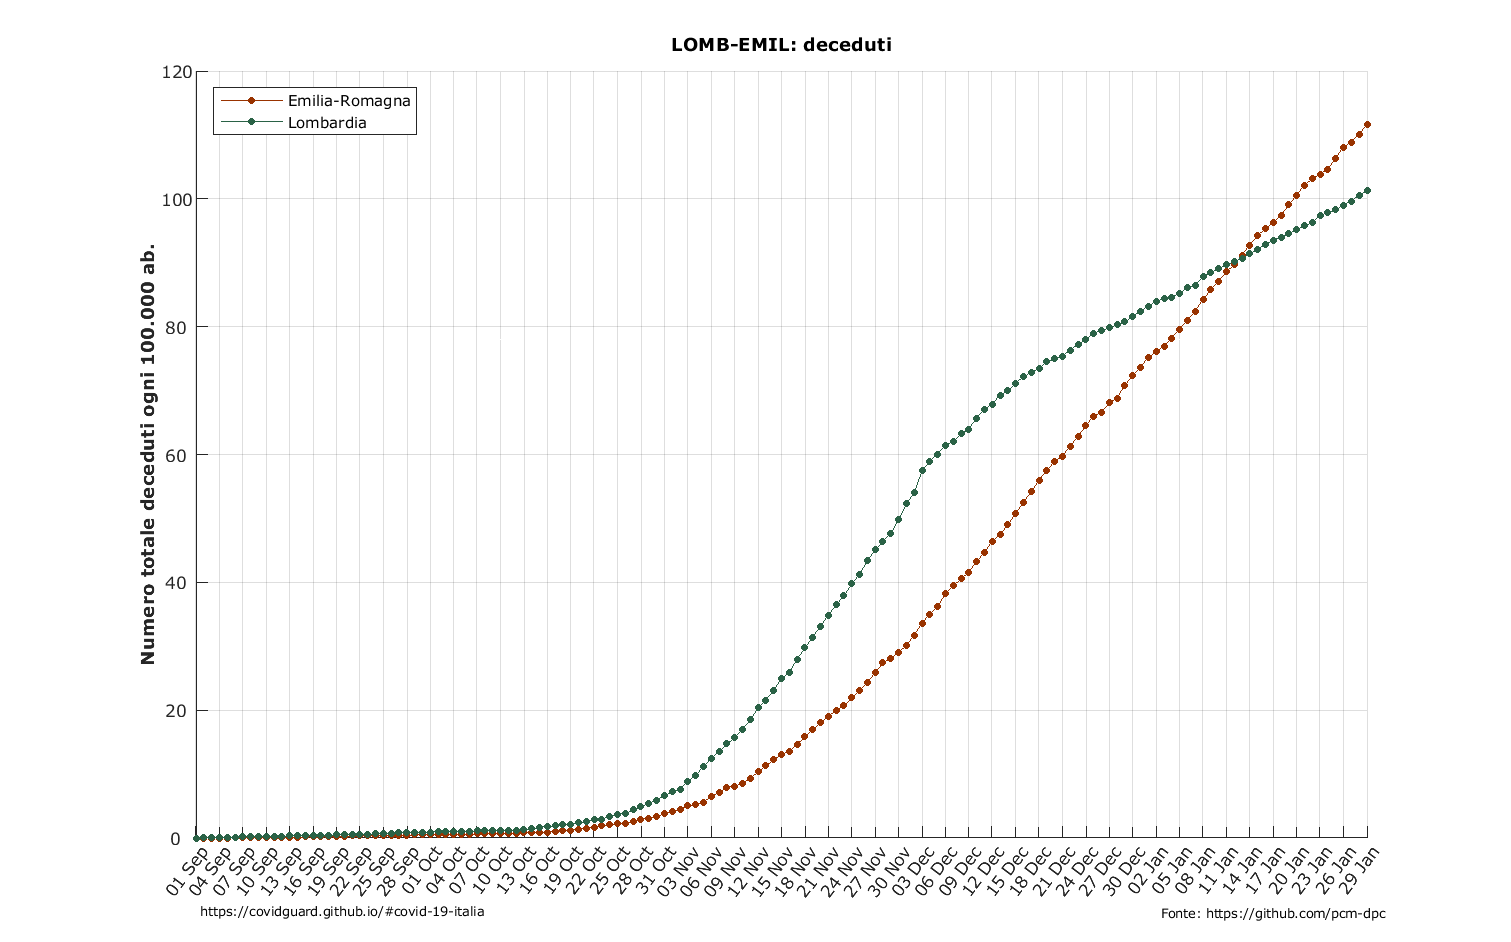 LOMB-EMIL: deceduti
Emilia-Romagna
Lombardia
Numero totale deceduti ogni 100.000 ab.
120
100
80
60
40
20
0
01 Sep
04 Sep
07 Sep
10 Sep
13 Sep
16 Sep
19 Sep
22 Sep
25 Sep
28 Sep
01 Oct
04 Oct
07 Oct
10 Oct
13 Oct
16 Oct
19 Oct
22 Oct
25 Oct
28 Oct
31 Oct
03 Nov
06 Nov
09 Nov
12 Nov
15 Nov
18 Nov
21 Nov
24 Nov
27 Nov
30 Nov
03 Dec
06 Dec
09 Dec
12 Dec
15 Dec
18 Dec
21 Dec
24 Dec
27 Dec
30 Dec
02 Jan
05 Jan
08 Jan
11 Jan
14 Jan
17 Jan
20 Jan
23 Jan
26 Jan
29 Jan
https://covidguard.github.io/#covid-19-italia
Fonte: https://github.com/pcm-dpc